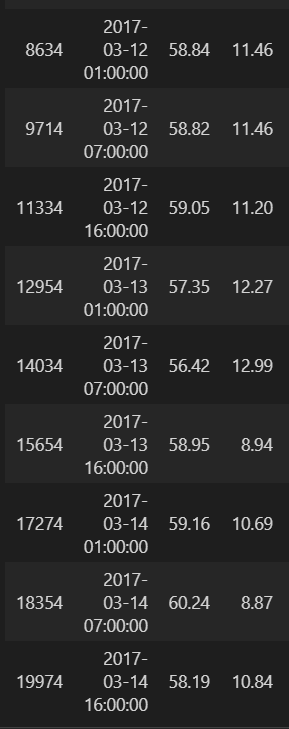 2017-
8634 03-12 58.84 11.46
01:00:00
2017-
9714 03-12 58.82 11.46
07:00:00
2017-
11334 03-12 59.05 11.20
16:00:00
2017-
12954 03-13 57.35 12.27
01:00:00
2017-
14034 03-13 56.42 12.99
07:00:00
2017-
15654 03-13 58.95 8.94
16:00:00
2017-
17274 03-14 59.16 10.69
01:00:00
2017-
18354 03-14 60.24 8.87
07:00:00
2017-
19974 03-14 58.19 10.84
16:00:00